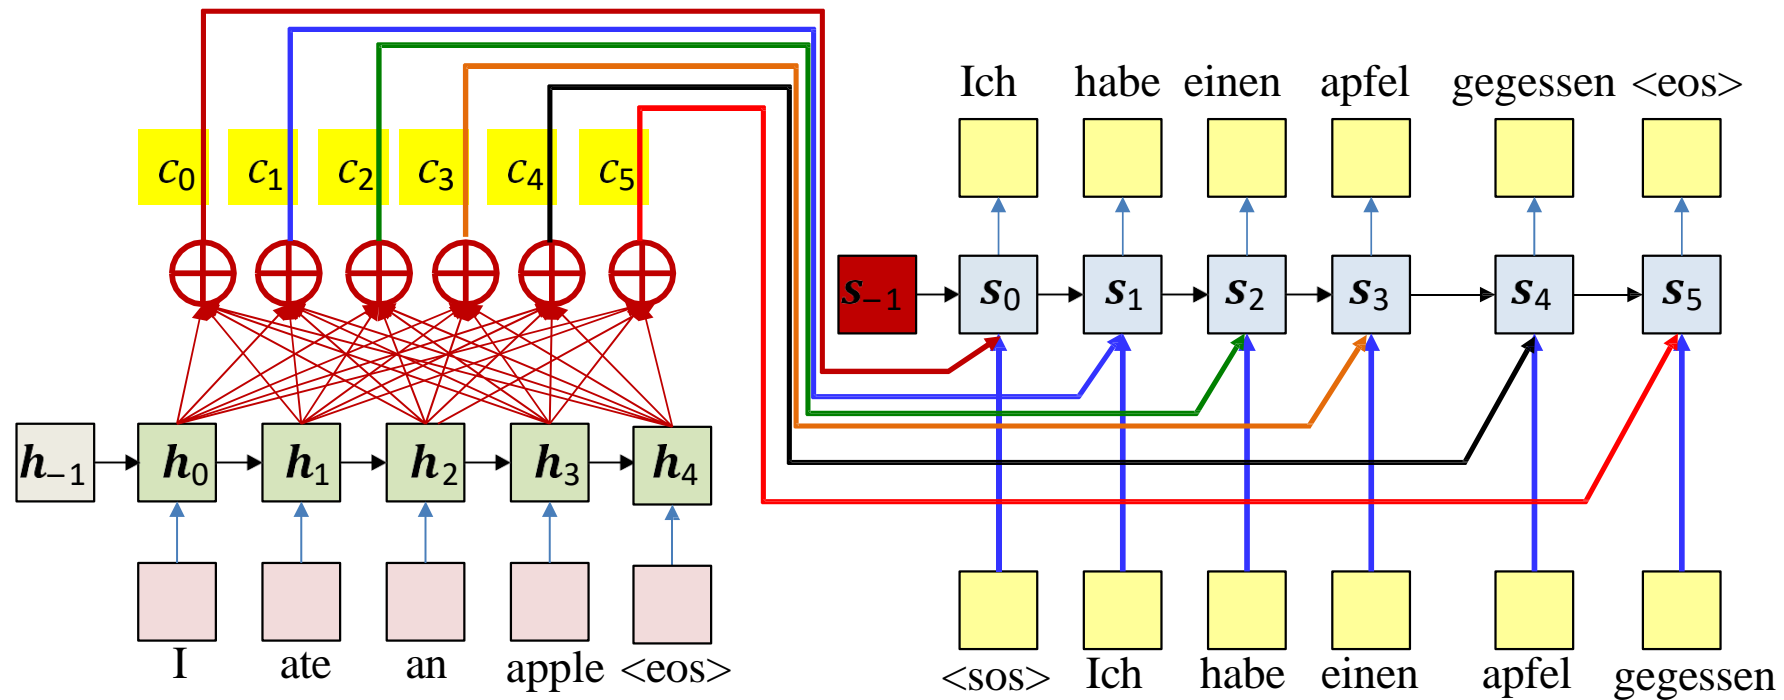 Ich habe einen apfel gegessen <eos>
c0 c1 c2 c3 c4 c5
s−1 s0 s1 s2 s3 s4 s5
h−1 h0 h1 h2 h3 h4
I ate an apple <eos>
<sos> Ich habe einen apfel gegessen